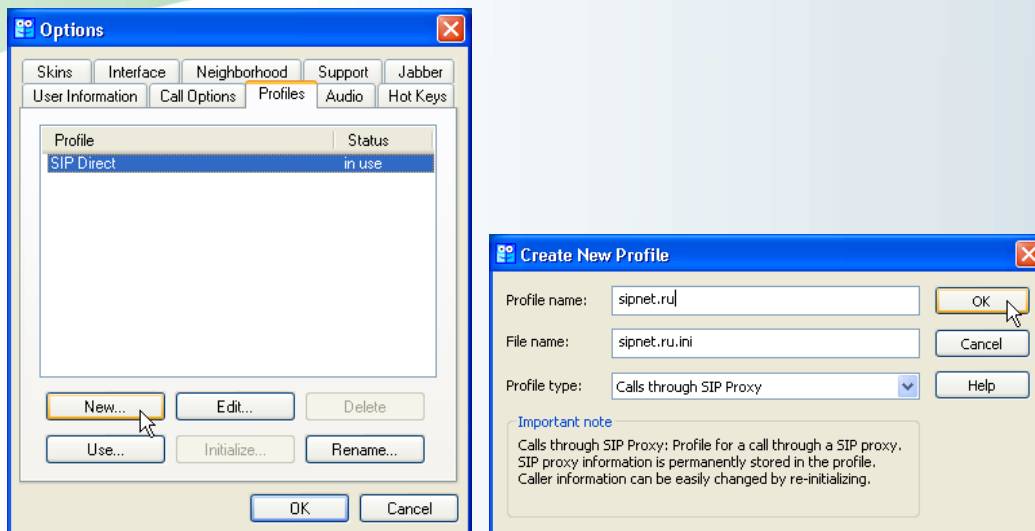 Options
Skins Interface Neighborhood Support Jabber
User Information Call Options Profiles Audio Hot Keys
Profile Status
SIP Direct in use
New... Edit... Delete
Use... Initialize... Rename...
OK Cancel
Create New Profile
Profile name: sipnet.ru OK
File name: sipnet.ru.ini Cancel
Profile type: Calls through SIP Proxy Help
Important note
Calls through SIP Proxy: Profile for a call through a SIP proxy.
SIP proxy information is permanently stored in the profile.
Caller information can be easily changed by re-initializing.